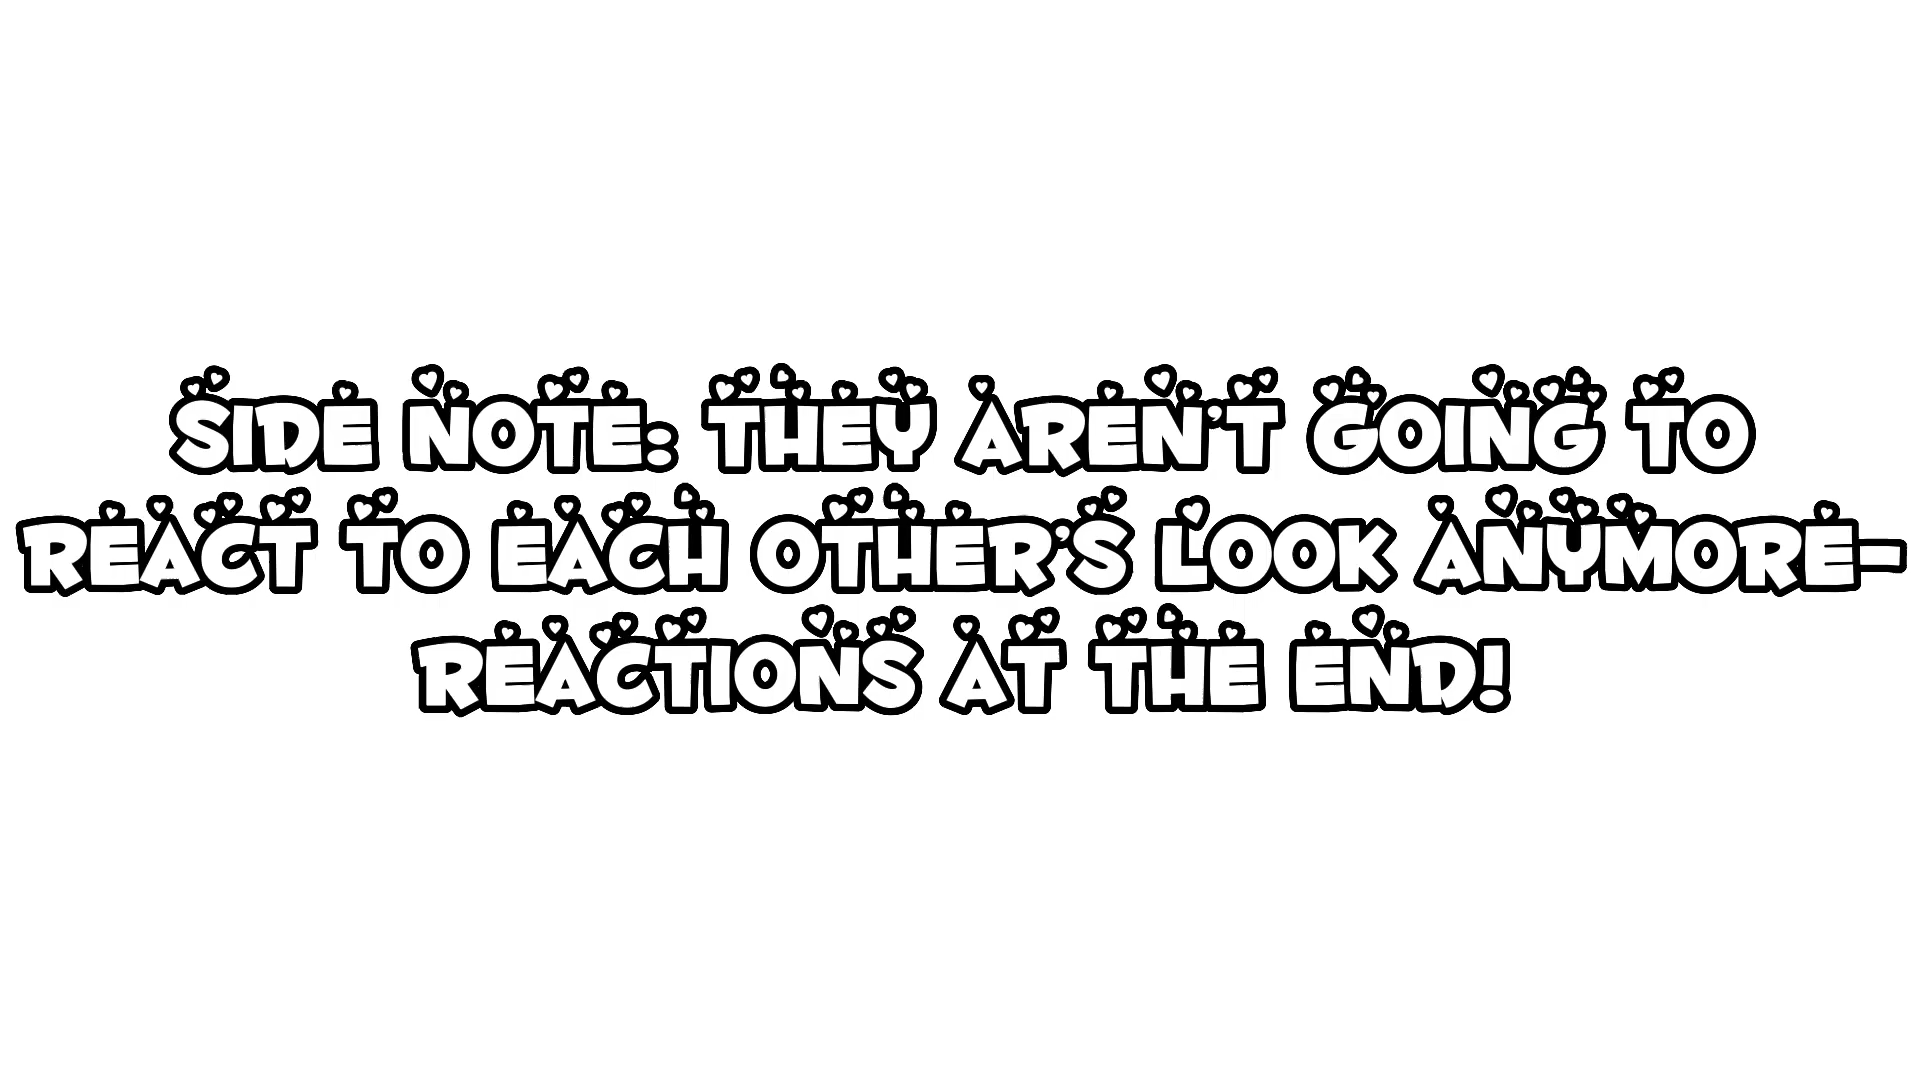 SIDE NOTE: THEY AREN'T GOING TO
REACT TO EACH OTHER'S LOOK ANYMORE-
REACTIONS AT THE END!